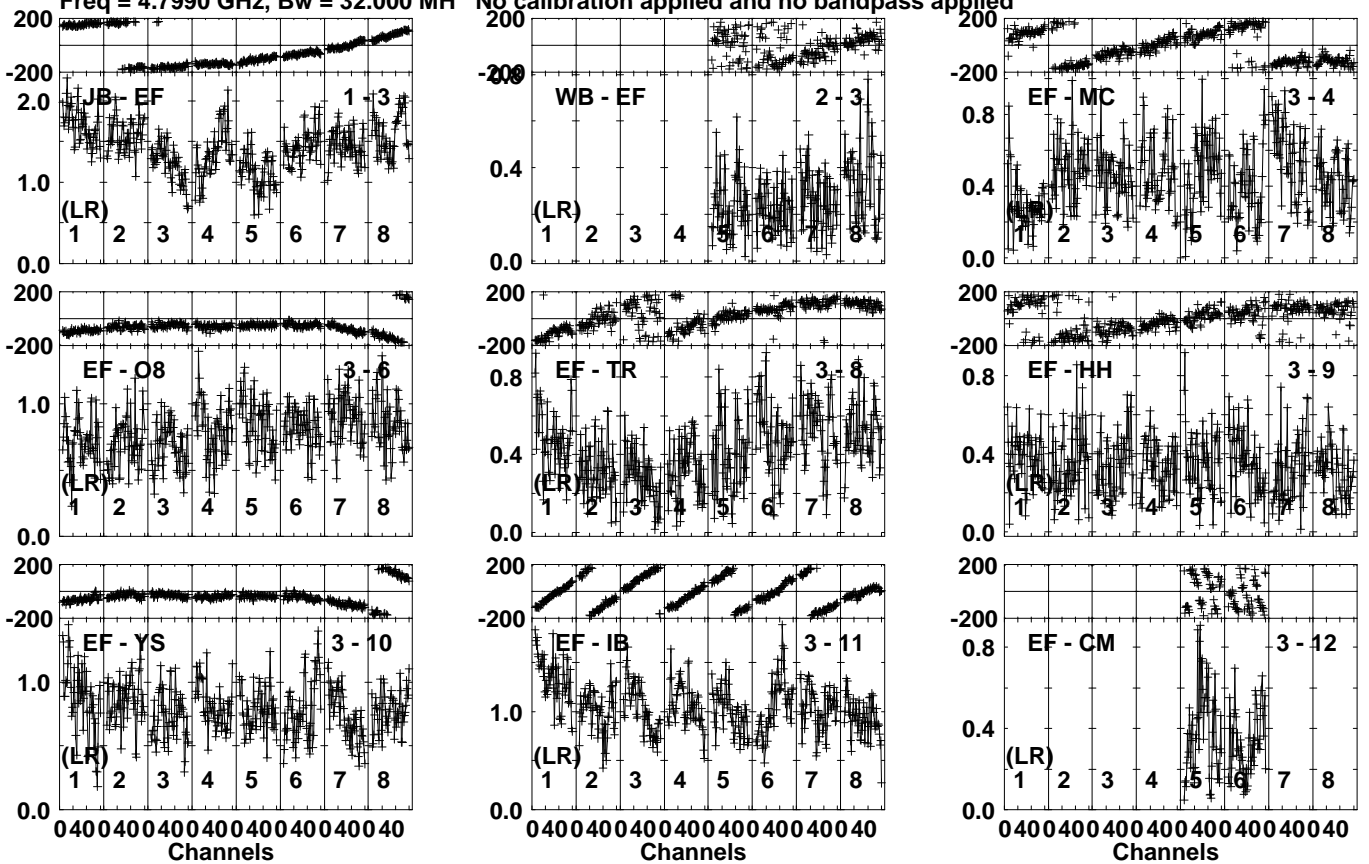 Freq = 4.7990 GHz, Bw = 32.000 MH No calibration applied and no bandpass applied
200
-200
JB - EF 1 - 3
2.0
1.0
0.0
(LR)
1 2 3 4 5 6 7 8
200
-200
0.8
WB - EF 2 - 3
0.4
0.0
(LR)
1 2 3 4 5 6 7 8
200
-200
EF - MC 3 - 4
0.8
0.4
0.0
(LR)
1 2 3 4 5 6 7 8
200
-200
EF - O8 3 - 6
1.0
0.0
(LR)
1 2 3 4 5 6 7 8
200
-200
EF - TR 3 - 8
0.8
0.4
0.0
(LR)
1 2 3 4 5 6 7 8
200
-200
EF - HH 3 - 9
0.8
0.4
0.0
(LR)
1 2 3 4 5 6 7 8
200
-200
EF - YS 3 - 10
1.0
0.0
(LR)
1 2 3 4 5 6 7 8
0 40 0 40 0 40 0 40 0 40 0 40 0 40 0 40
Channels
200
-200
EF - IB 3 - 11
1.0
0.0
(LR)
1 2 3 4 5 6 7 8
0 40 0 40 0 40 0 40 0 40 0 40 0 40 0 40
Channels
200
-200
EF - CM 3 - 12
0.8
0.4
0.0
(LR)
1 2 3 4 5 6 7 8
0 40 0 40 0 40 0 40 0 40 0 40 0 40 0 40
Channels